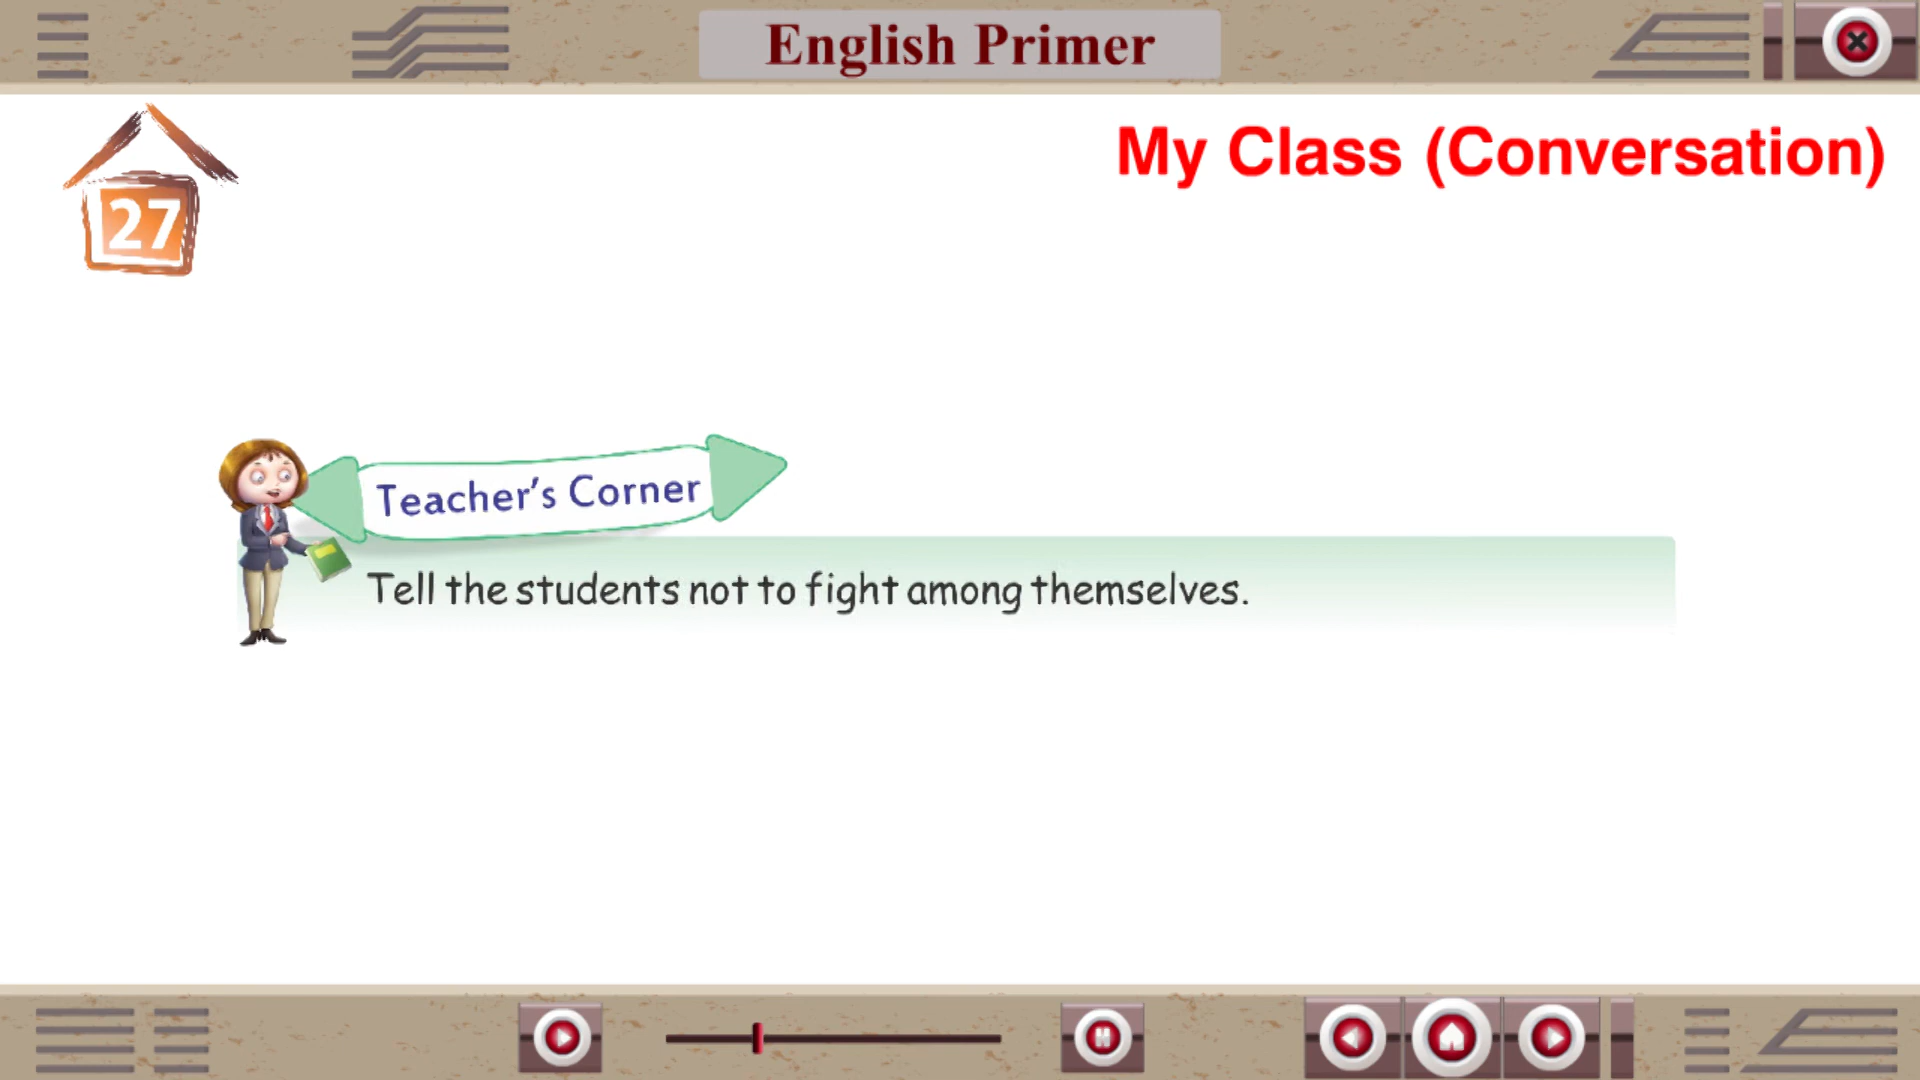 English Primer
27
My Class (Conversation)
Teacher's Corner
Tell the students not to fight among themselves.